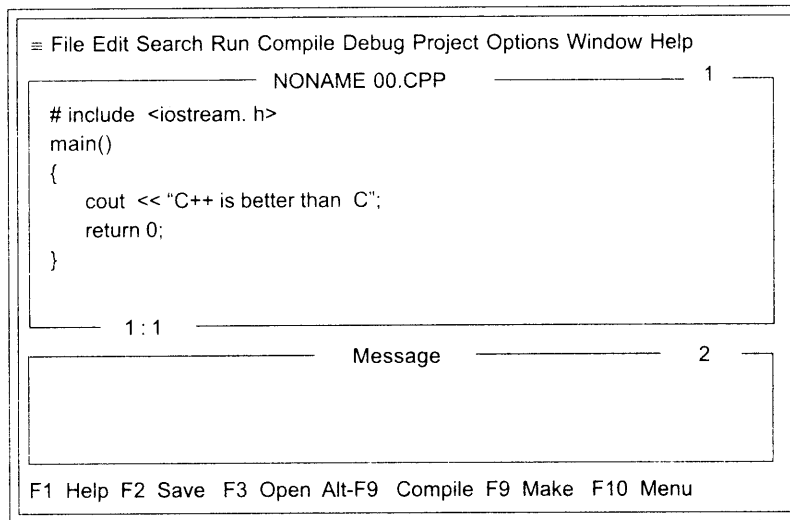 ≡ File Edit Search Run Compile Debug Project Options Window Help
NONAME 00.CPP 1
# include <iostream. h>
main()
{
cout << “C++ is better than C”;
return 0;
}
1 : 1
Message 2
F1 Help F2 Save F3 Open Alt-F9 Compile F9 Make F10 Menu